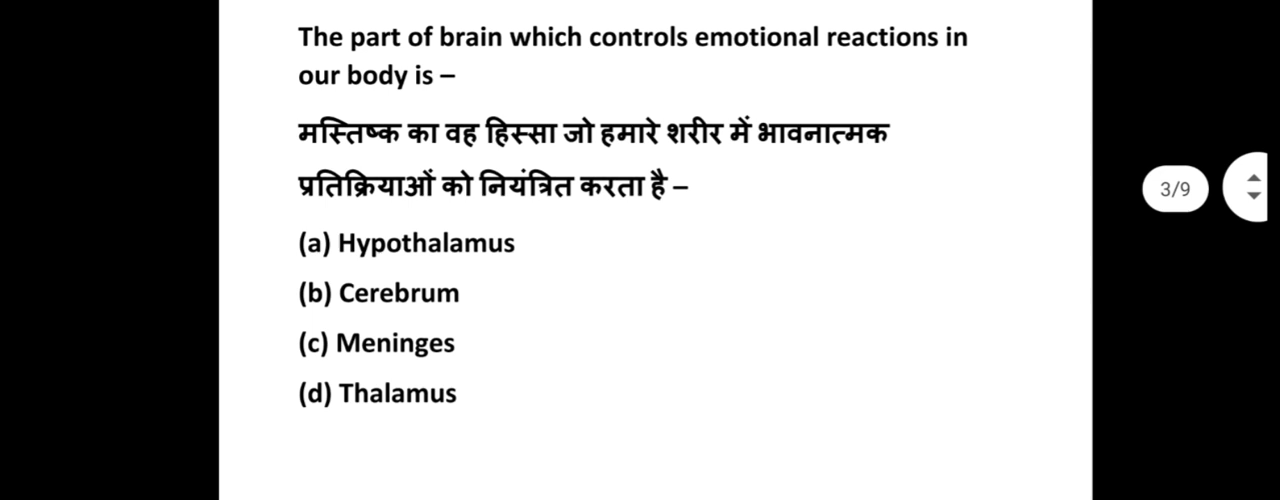 The part of brain which controls emotional reactions in
our body is –
मस्तिष्क का वह हिस्सा जो हमारे शरीर में भावनात्मक
प्रतिक्रियाओं को नियंत्रित करता है –
(a) Hypothalamus
(b) Cerebrum
(c) Meninges
(d) Thalamus
3/9